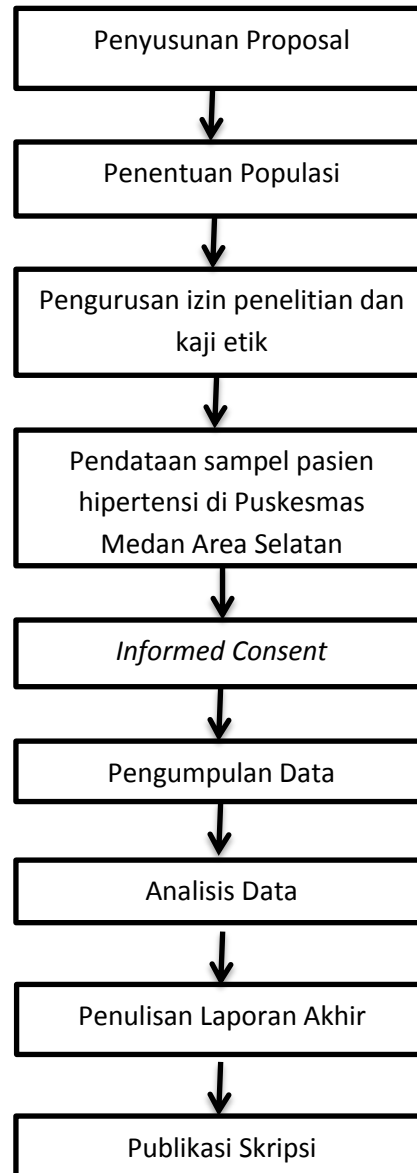 Penyusunan Proposal
Penentuan Populasi
Pengurusan izin penelitian dan
kaji etik
Pendataan sampel pasien
hipertensi di Puskesmas
Medan Area Selatan
Informed Consent
Pengumpulan Data
Analisis Data
Penulisan Laporan Akhir
Publikasi Skripsi